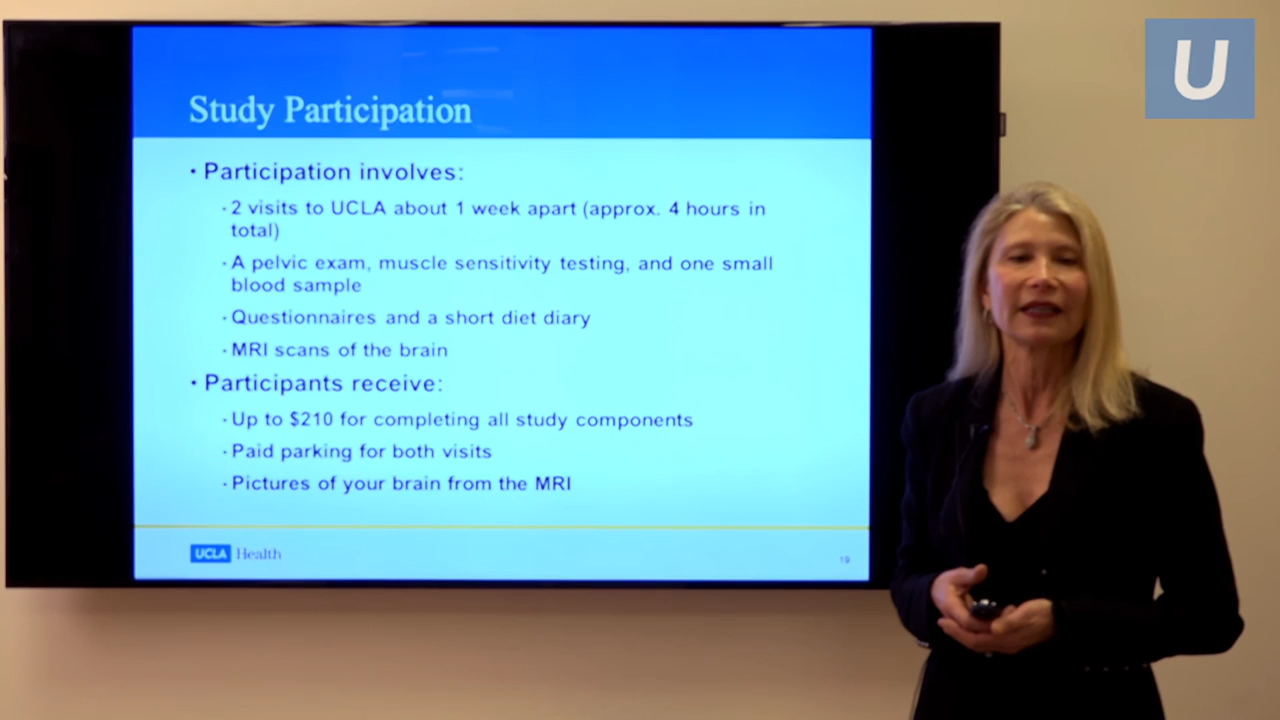 U
Study Participation
• Participation involves:
· 2 visits to UCLA about 1 week apart (approx. 4 hours in
total)
· A pelvic exam, muscle sensitivity testing, and one small
blood sample
· Questionnaires and a short diet diary
· MRI scans of the brain
• Participants receive:
· Up to $210 for completing all study components
· Paid parking for both visits
· Pictures of your brain from the MRI
UCLA Health
19